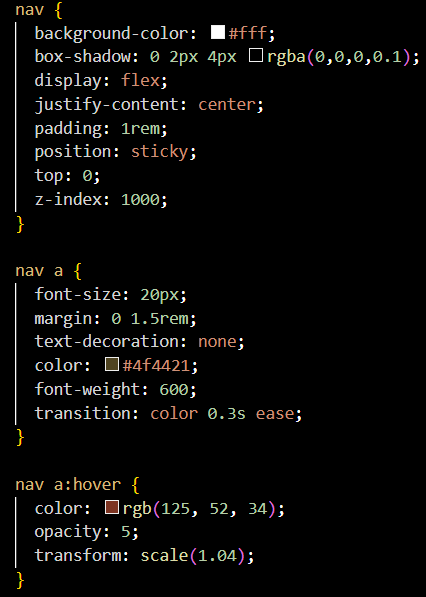 nav {
background-color: #fff;
box-shadow: 0 2px 4px rgba(0,0,0,0.1);
display: flex;
justify-content: center;
padding: 1rem;
position: sticky;
top: 0;
z-index: 1000;
}
nav a {
font-size: 20px;
margin: 0 1.5rem;
text-decoration: none;
color: #4f4421;
font-weight: 600;
transition: color 0.3s ease;
}
nav a:hover {
color: rgb(125, 52, 34);
opacity: 5;
transform: scale(1.04);
}